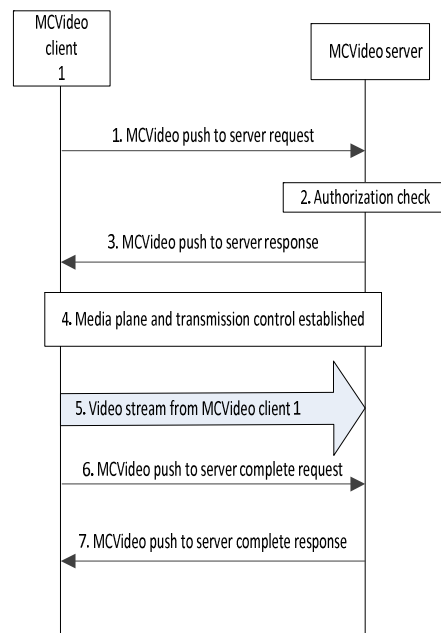 MCVideo
client
1
MCVideo server
1. MCVideo push to server request
2. Authorization check
3. MCVideo push to server response
4. Media plane and transmission control established
5. Video stream from MCVideo client 1
6. MCVideo push to server complete request
7. MCVideo push to server complete response